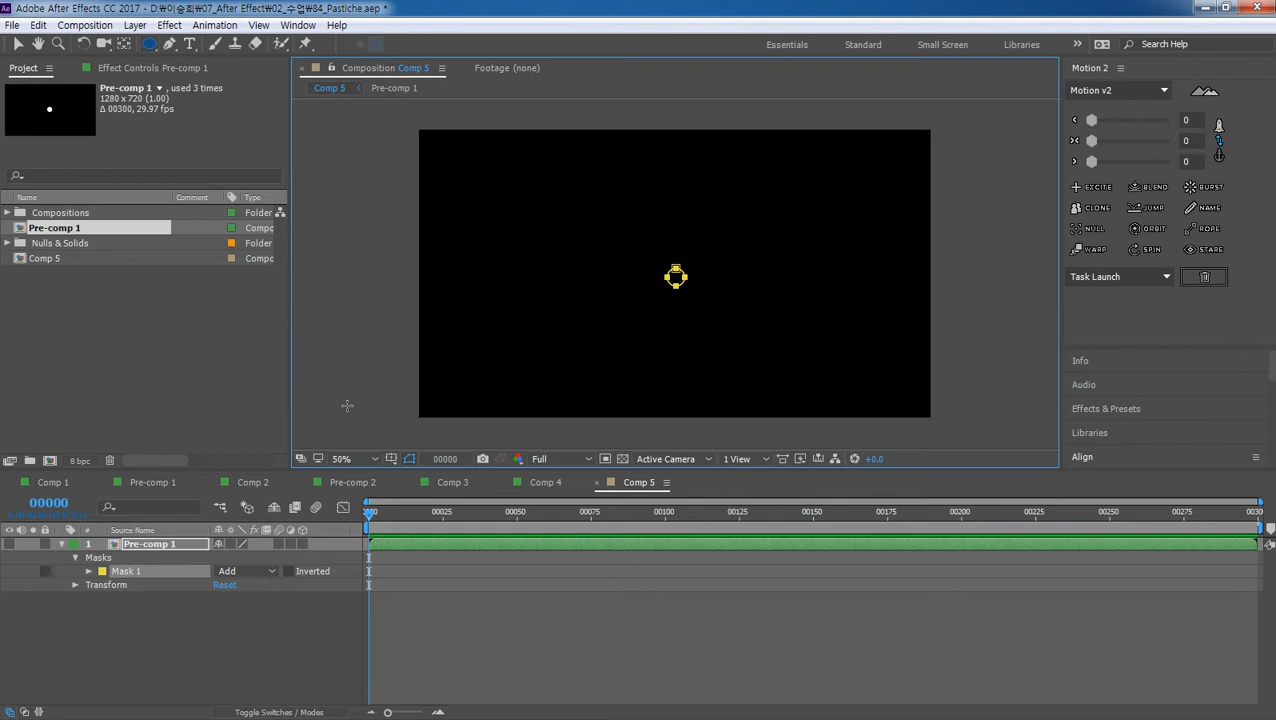 Adobe After Effects CC 2017 - D:\이승희\07_After Effect\02_수업\84_Pastiche.aep *
File Edit Composition Layer Effect Animation View Window Help
Essentials Standard Small Screen Libraries Search Help
Project Effect Controls Pre-comp 1 Composition Comp 5 Footage (none) Motion 2
Pre-comp 1 , used 3 times Comp 5 Pre-comp 1 Motion v2
1280 x 720 (1.00)
Δ 00300, 29.97 fps
0
0
0
EXCITE BLEND BURST
Name Comment Type
CLONE JUMP NAME
Compositions Folder
Pre-comp 1 Compo
NULL ORBIT ROPE
Nulls & Solids Folder
WARP SPIN STARE
Comp 5 Compo
Task Launch
Info
Audio
Effects & Presets
Libraries
Align
8 bpc 50% 00000 Full Active Camera 1 View +0.0
Comp 1 Pre-comp 1 Comp 2 Pre-comp 2 Comp 3 Comp 4 Comp 5
00000 00025 00050 00075 00100 00125 00150 00175 00200 00225 00250 00275
# Source Name
1 Pre-comp 1
Masks
Mask 1 Add Inverted
Transform Reset
Toggle Switches / Modes